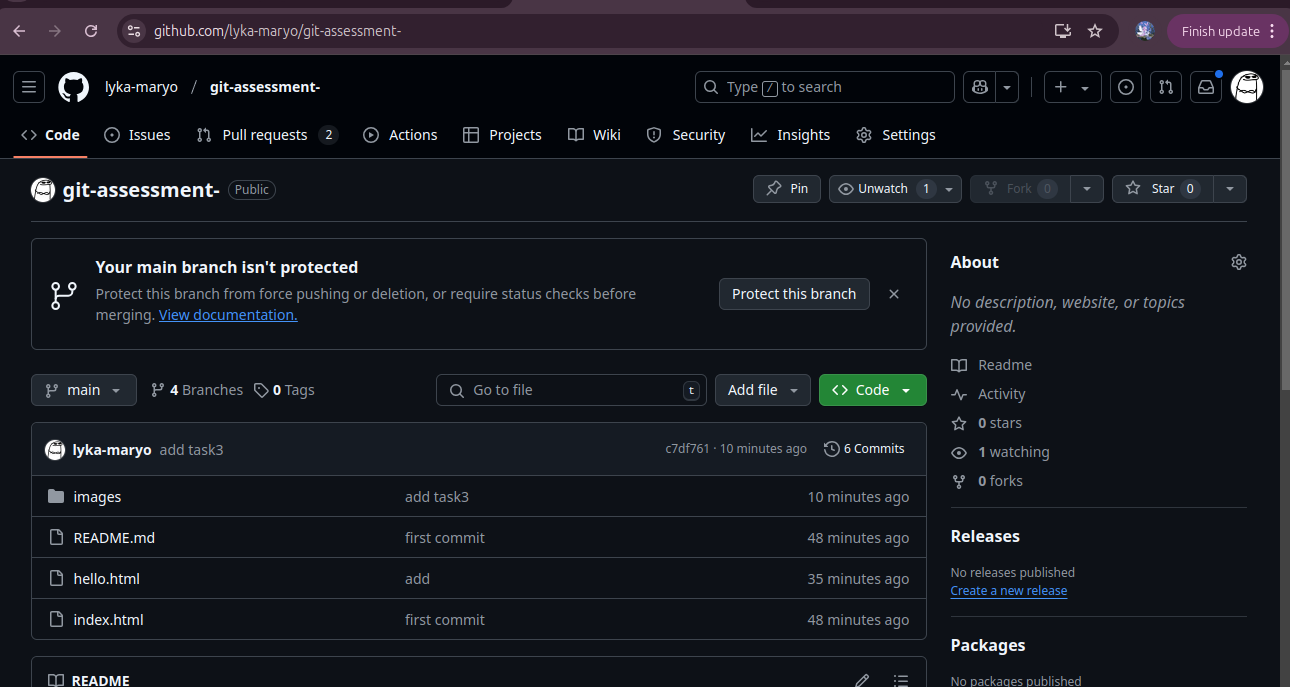 github.com/lyka-maryo/git-assessment-
Finish update
lyka-maryo / git-assessment-
Type / to search
Code Issues Pull requests 2 Actions Projects Wiki Security Insights Settings
git-assessment- Public
Pin Unwatch 1 Fork 0 Star 0
Your main branch isn't protected
Protect this branch from force pushing or deletion, or require status checks before
merging. View documentation.
Protect this branch
main 4 Branches 0 Tags
Go to file t
Add file
Code
lyka-maryo add task3 c7df761 · 10 minutes ago 6 Commits
images add task3 10 minutes ago
README.md first commit 48 minutes ago
hello.html add 35 minutes ago
index.html first commit 48 minutes ago
README
About
No description, website, or topics
provided.
Readme
Activity
0 stars
1 watching
0 forks
Releases
No releases published
Create a new release
Packages
No packages published